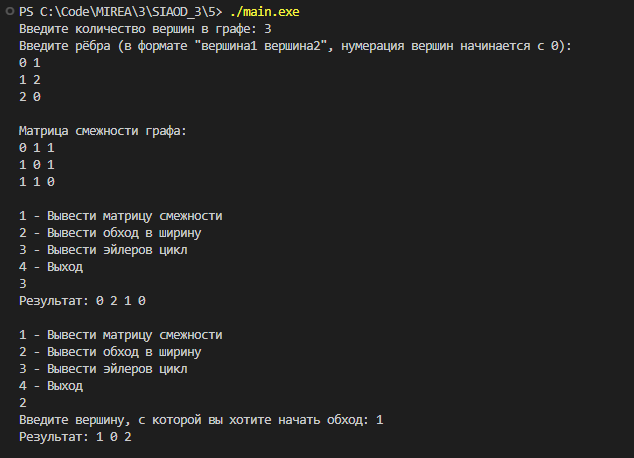 PS C:\Code\MIREA\3\SIAOD_3\5> ./main.exe
Введите количество вершин в графе: 3
Введите рёбра (в формате "вершина1 вершина2", нумерация вершин начинается с 0):
0 1
1 2
2 0
Матрица смежности графа:
0 1 1
1 0 1
1 1 0
1 - Вывести матрицу смежности
2 - Вывести обход в ширину
3 - Вывести эйлеров цикл
4 - Выход
3
Результат: 0 2 1 0
1 - Вывести матрицу смежности
2 - Вывести обход в ширину
3 - Вывести эйлеров цикл
4 - Выход
2
Введите вершину, с которой вы хотите начать обход: 1
Результат: 1 0 2